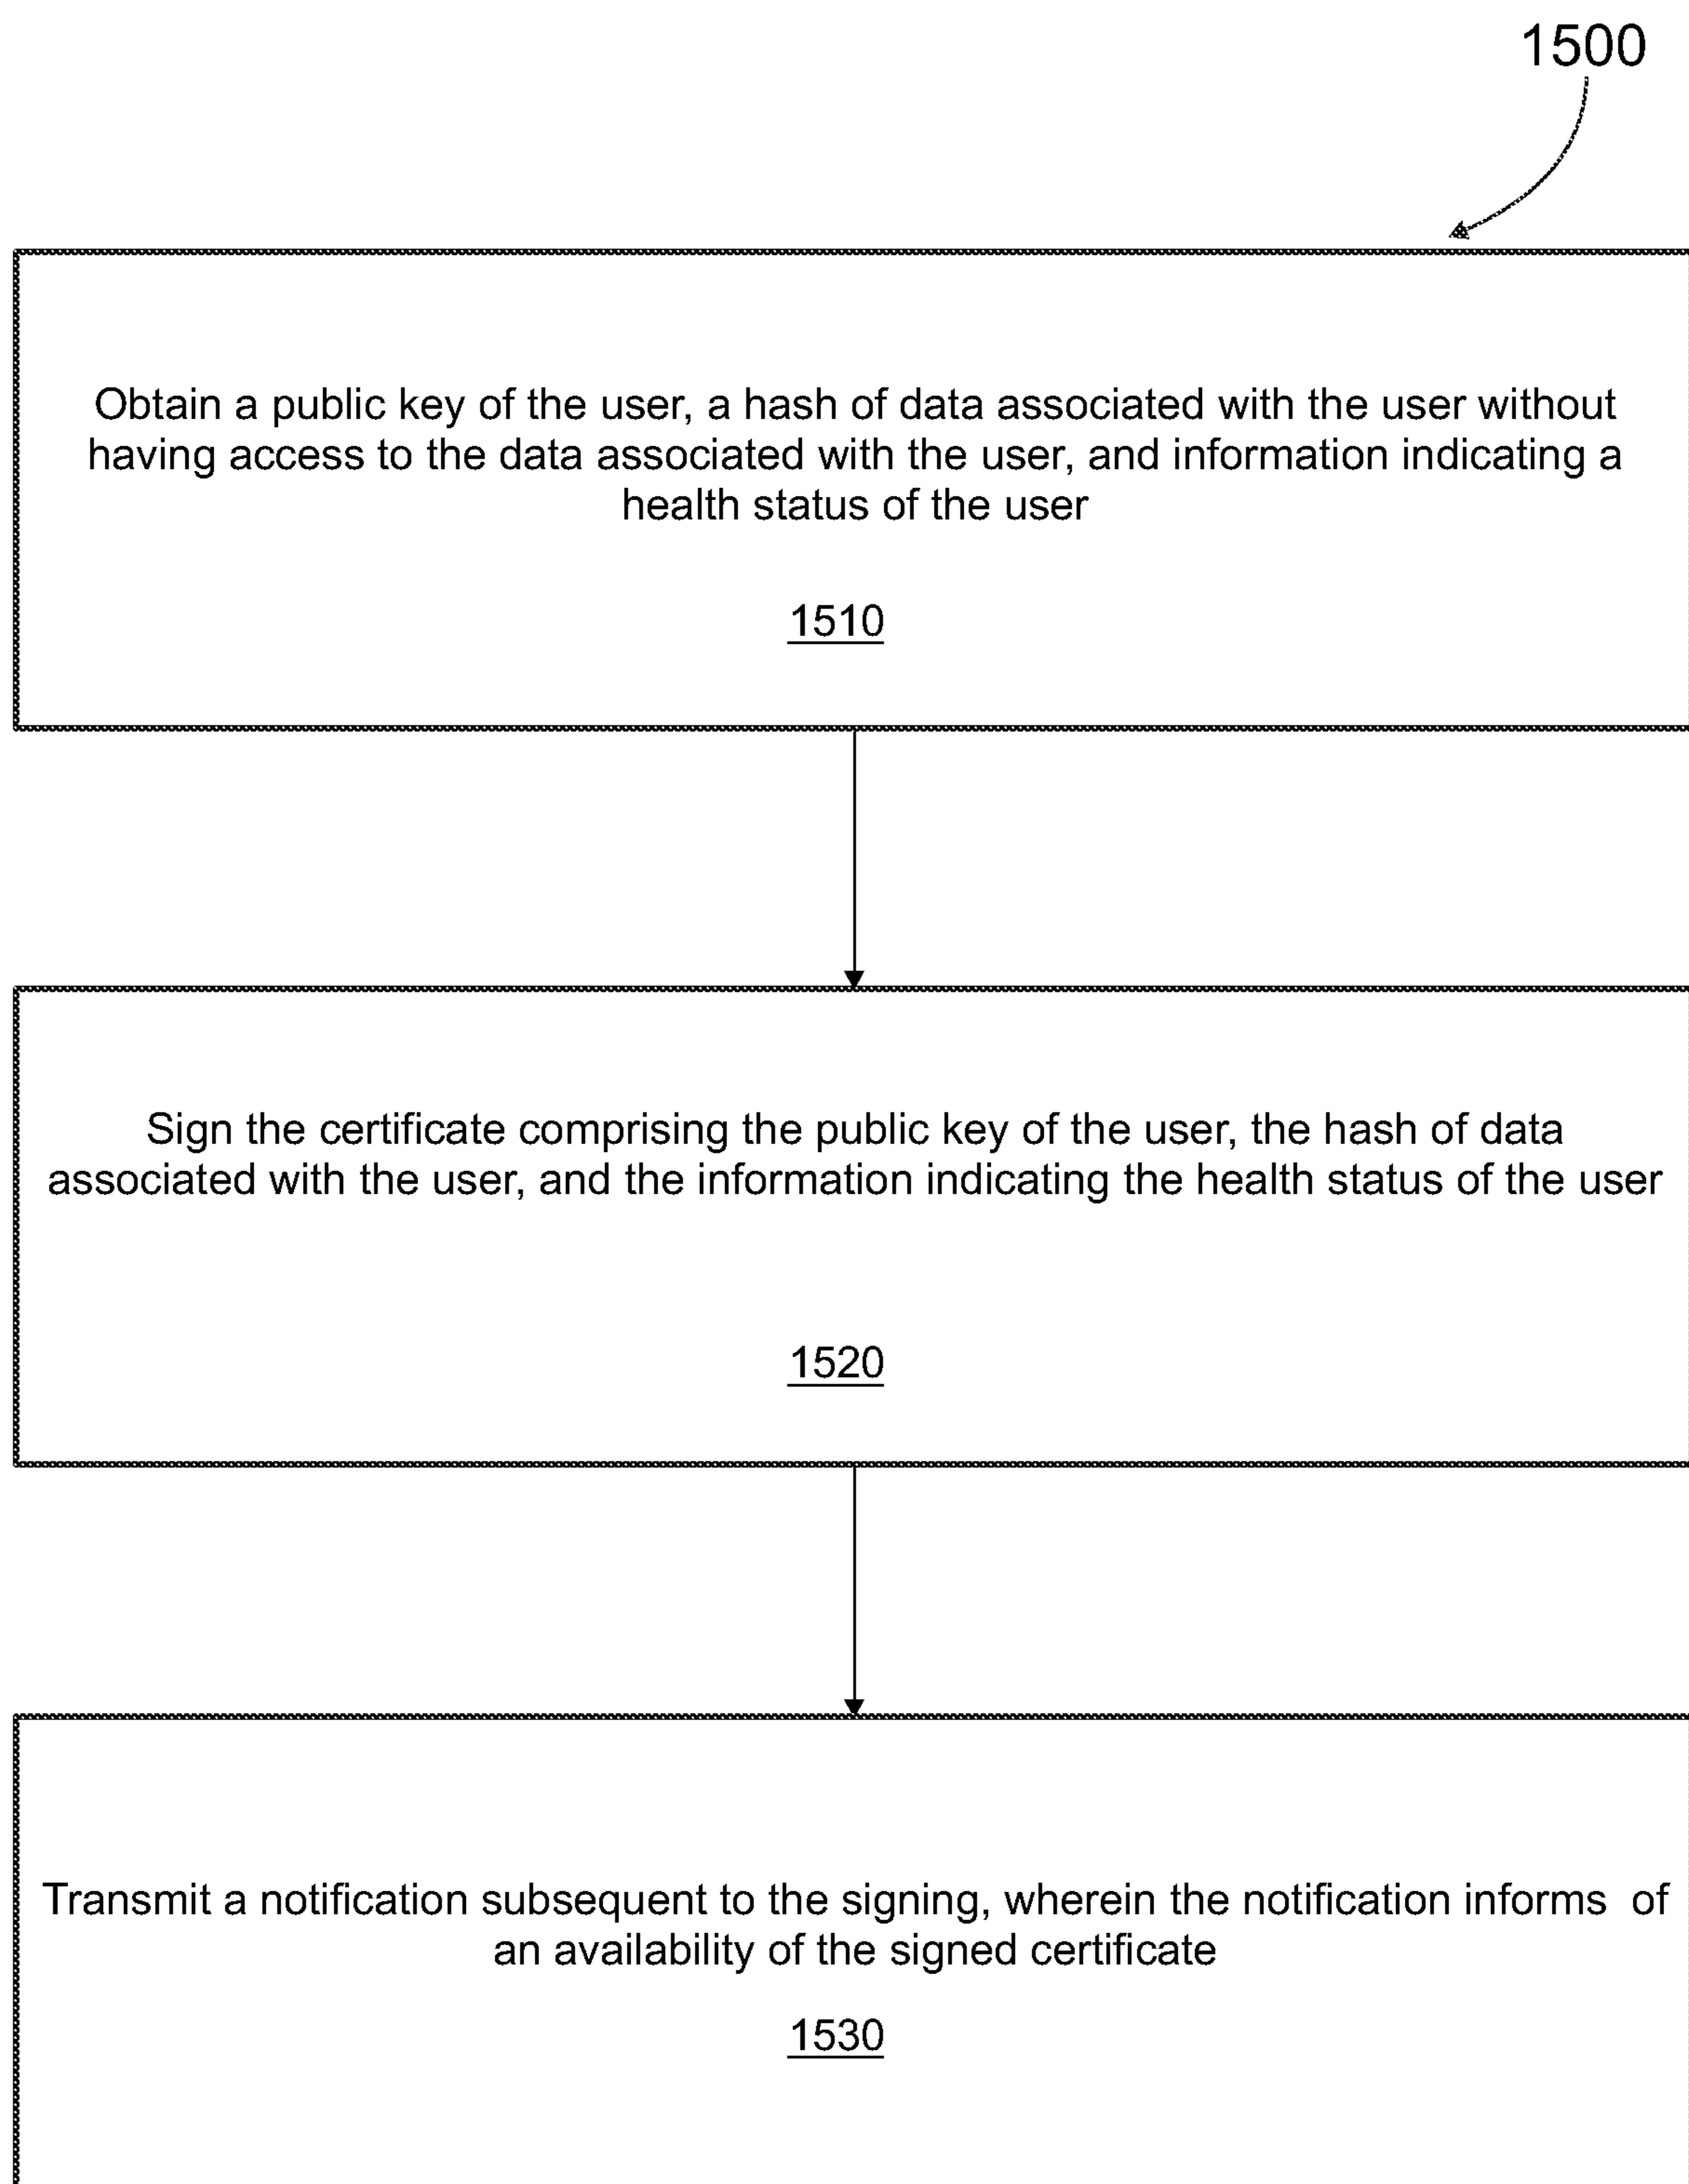 1500
Obtain a public key of the user, a hash of data associated with the user without
having access to the data associated with the user, and information indicating a
health status of the user
1510
Sign the certificate comprising the public key of the user, the hash of data
associated with the user, and the information indicating the health status of the user
1520
Transmit a notification subsequent to the signing, wherein the notification informs  of
an availability of the signed certificate
1530